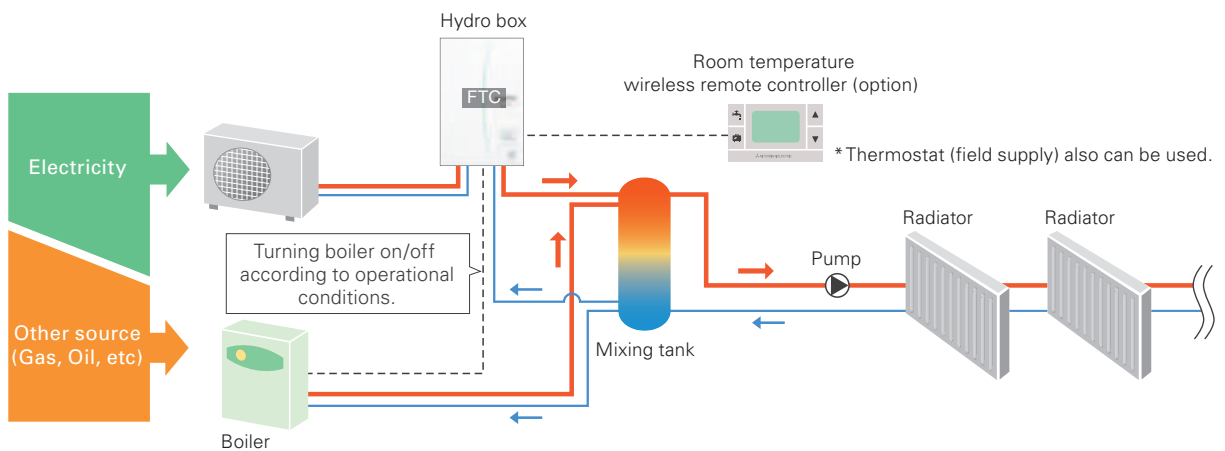 Hydro box
FTC
Room temperature
wireless remote controller (option)
* Thermostat (field supply) also can be used.
Electricity
Turning boiler on/off
according to operational
conditions.
Other source
(Gas, Oil, etc)
Boiler
Mixing tank
Pump
Radiator
Radiator